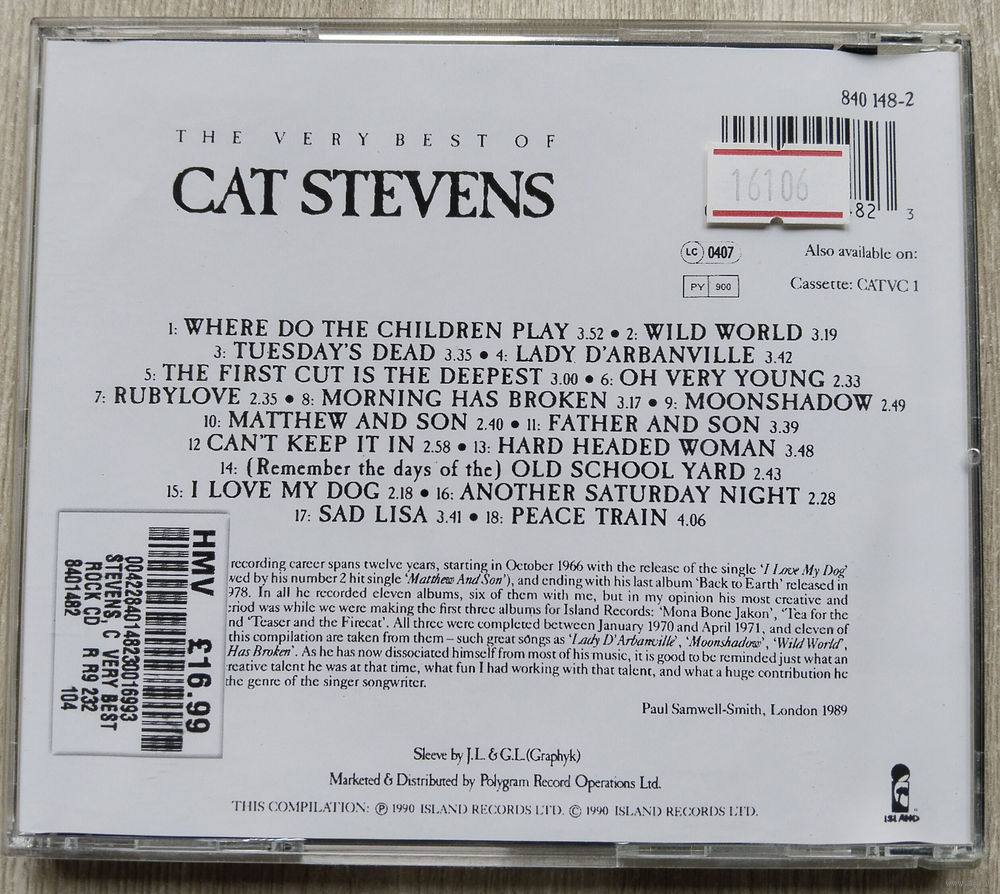 840 148-2
THE VERY BEST OF
CAT STEVENS
16106
82 3
LC 0407
Also available on:
PY 900
Cassette: CATVC 1
1: WHERE DO THE CHILDREN PLAY 3.52 • 2: WILD WORLD 3.19
3: TUESDAY'S DEAD 3.35 • 4: LADY D'ARBANVILLE 3.42
5: THE FIRST CUT IS THE DEEPEST 3.00 • 6: OH VERY YOUNG 2.33
7: RUBYLOVE 2.35 • 8: MORNING HAS BROKEN 3.17 • 9: MOONSHADOW 2.49
10: MATTHEW AND SON 2.40 • 11: FATHER AND SON 3.39
12 CAN'T KEEP IT IN 2.58 • 13: HARD HEADED WOMAN 3.48
14: (Remember the days of the) OLD SCHOOL YARD 2.43
15: I LOVE MY DOG 2.18 • 16: ANOTHER SATURDAY NIGHT 2.28
17: SAD LISA 3.41 • 18: PEACE TRAIN 4.06
HMV £16.99
0042284014823001699​3
STEVENS, C VERY BEST
ROCK CD R R9 232
8401482 104
recording career spans twelve years, starting in October 1966 with the release of the single 'I Love My Dog'
by his number 2 hit single 'Matthew And Son'), and ending with his last album 'Back to Earth' released in
978. In all he recorded eleven albums, six of them with me, but in my opinion his most creative and
was while we were making the first three albums for Island Records: 'Mona Bone Jakon', 'Tea for the
nd 'Teaser and the Firecat'. All three were completed between January 1970 and April 1971, and eleven of
this compilation are taken from them – such great songs as 'Lady D'Arbanville', 'Moonshadow', 'Wild World',
Has Broken'. As he has now dissociated himself from most of his music, it is good to be reminded just what an
reative talent he was at that time, what fun I had working with that talent, and what a huge contribution he
the genre of the singer songwriter.
Paul Samwell-Smith, London 1989
Sleeve by J.L. & G.L.(Graphyk)
Marketed & Distributed by Polygram Record Operations Ltd.
THIS COMPILATION: ℗ 1990 ISLAND RECORDS LTD. © 1990 ISLAND RECORDS LTD.
ISLAND